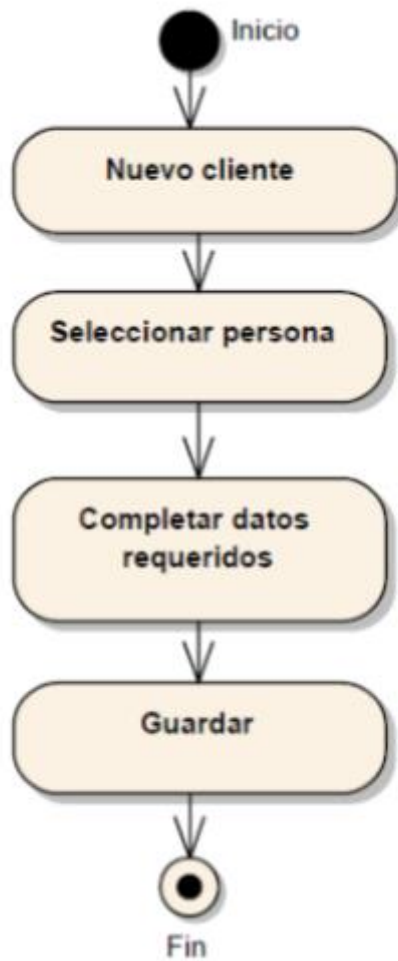 Inicio
Nuevo cliente
Seleccionar persona
Completar datos
requeridos
Guardar
Fin